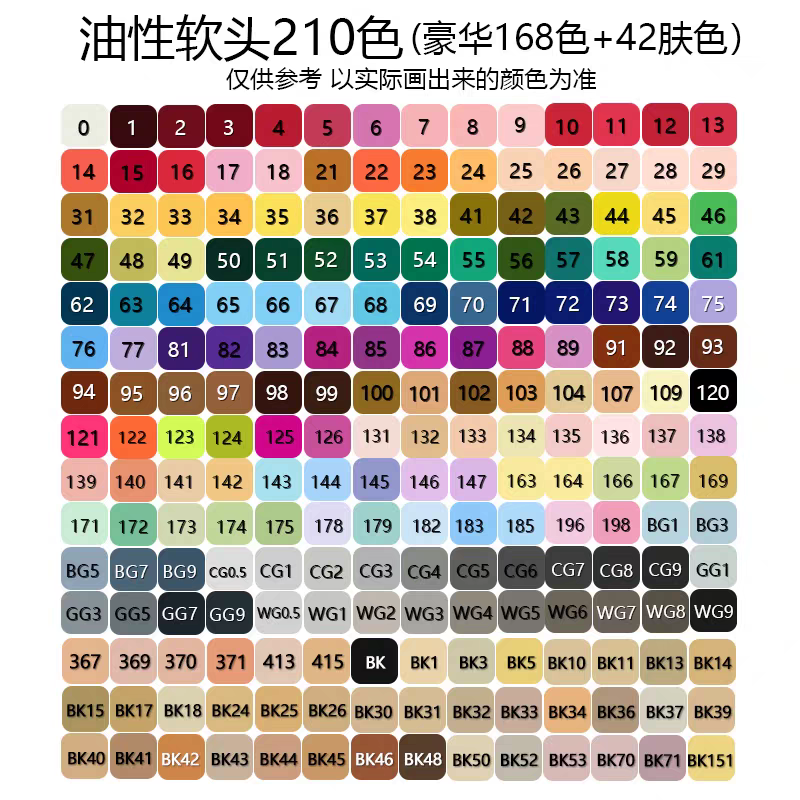 油性软头210色(豪华168色+42肤色)
仅供参考 以实际画出来的颜色为准
0 1 2 3 4 5 6 7 8 9 10 11 12 13
14 15 16 17 18 21 22 23 24 25 26 27 28 29
31 32 33 34 35 36 37 38 41 42 43 44 45 46
47 48 49 50 51 52 53 54 55 56 57 58 59 61
62 63 64 65 66 67 68 69 70 71 72 73 74 75
76 77 81 82 83 84 85 86 87 88 89 91 92 93
94 95 96 97 98 99 100 101 102 103 104 107 109 120
121 122 123 124 125 126 131 132 133 134 135 136 137 138
139 140 141 142 143 144 145 146 147 163 164 166 167 169
171 172 173 174 175 178 179 182 183 185 196 198 BG1 BG3
BG5 BG7 BG9 CG0.5 CG1 CG2 CG3 CG4 CG5 CG6 CG7 CG8 CG9 GG1
GG3 GG5 GG7 GG9 WG0.5 WG1 WG2 WG3 WG4 WG5 WG6 WG7 WG8 WG9
367 369 370 371 413 415 BK BK1 BK3 BK5 BK10 BK11 BK13 BK14
BK15 BK17 BK18 BK24 BK25 BK26 BK30 BK31 BK32 BK33 BK34 BK36 BK37 BK39
BK40 BK41 BK42 BK43 BK44 BK45 BK46 BK48 BK50 BK52 BK53 BK70 BK71 BK151